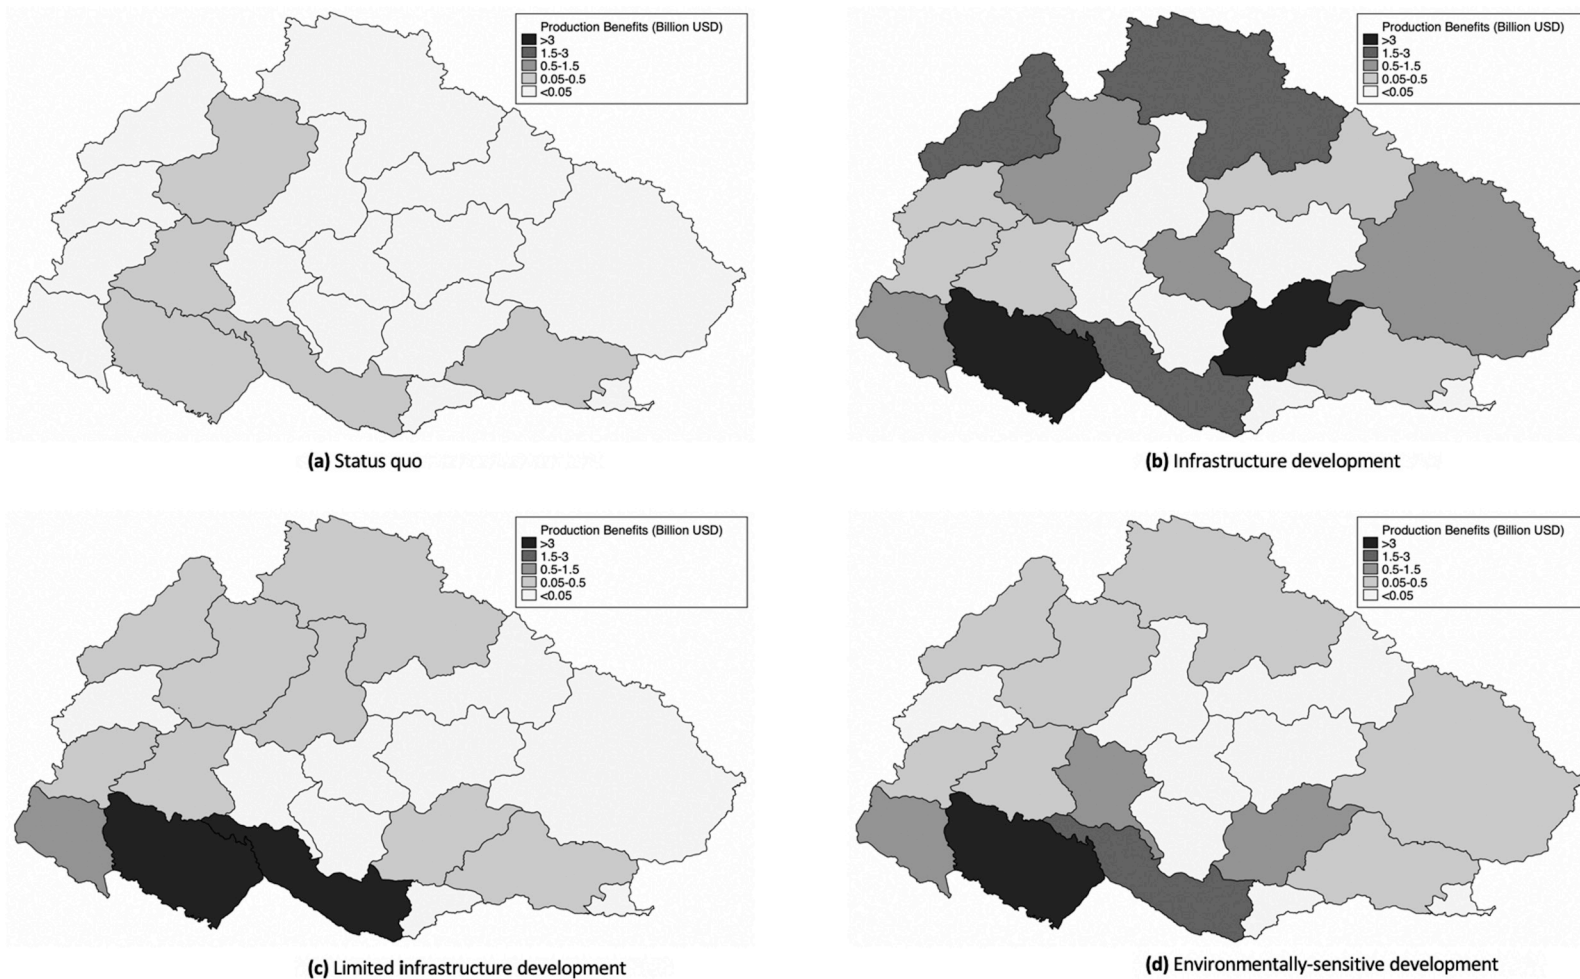 Production Benefits (Billion USD)
>3
1.5-3
0.5-1.5
0.05-0.5
<0.05
(a) Status quo
Production Benefits (Billion USD)
>3
1.5-3
0.5-1.5
0.05-0.5
<0.05
(b) Infrastructure development
Production Benefits (Billion USD)
>3
1.5-3
0.5-1.5
0.05-0.5
<0.05
(c) Limited infrastructure development
Production Benefits (Billion USD)
>3
1.5-3
0.5-1.5
0.05-0.5
<0.05
(d) Environmentally-sensitive development